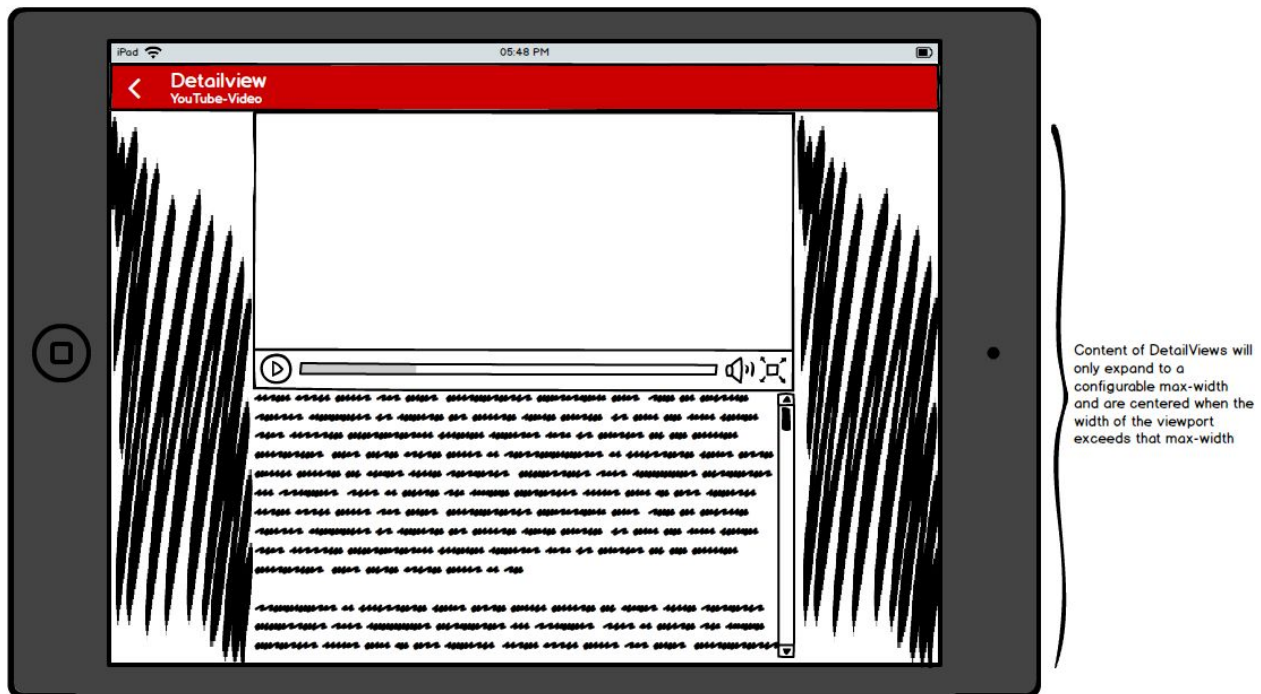 iPod
05:48 PM
Detailview
YouTube-Video
Content of DetailViews will
only expand to a
configurable max-width
and are centered when the
width of the viewport
exceeds that max-width